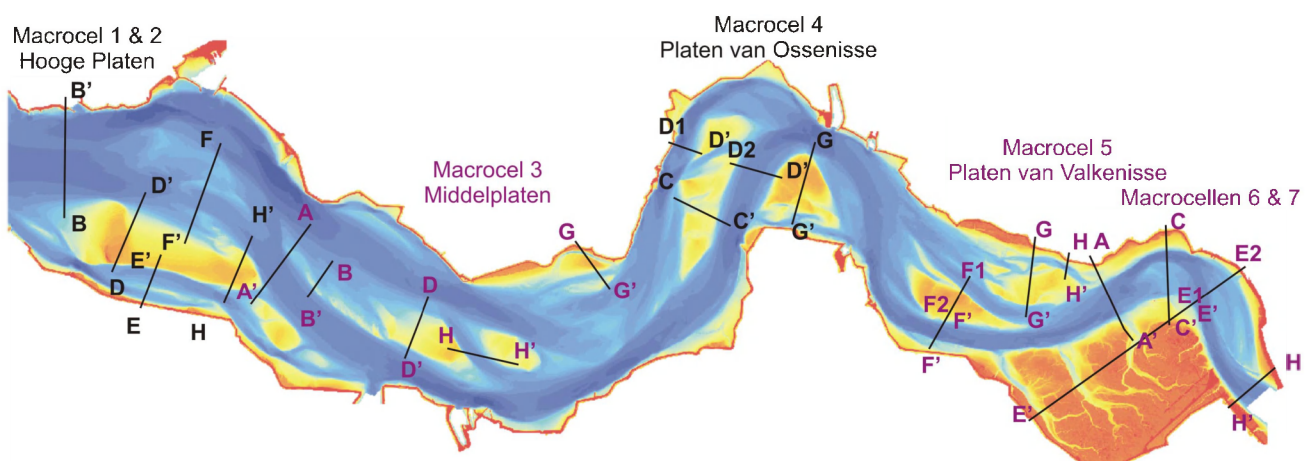 Macrocel 1 & 2
Hooge Platen
B'
B
D'
D
E'
E
F
F'
H'
H
A
A'
B
B'
Macrocel 3
Middelplaten
D
D'
H
H'
G
G'
Macrocel 4
Platen van Ossenisse
D1
D'
D2
D'
C
C'
G
G'
Macrocel 5
Platen van Valkenisse
F1
F2
F'
F'
G
G'
H
H'
Macrocellen 6 & 7
A
A'
C
C'
E1
E'
E2
E'
H
H'